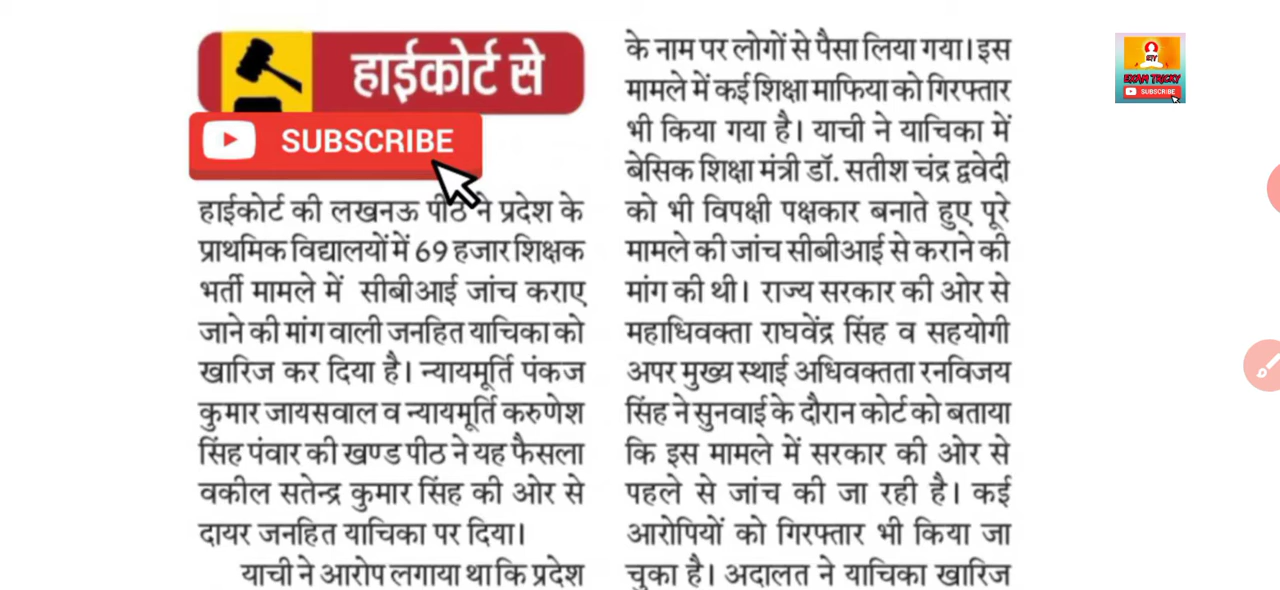 हाईकोर्ट से
SUBSCRIBE
हाईकोर्ट की लखनऊ पीठ ने प्रदेश के
प्राथमिक विद्यालयों में 69 हजार शिक्षक
भर्ती मामले में सीबीआई जांच कराए
जाने की मांग वाली जनहित याचिका को
खारिज कर दिया है। न्यायमूर्ति पंकज
कुमार जायसवाल व न्यायमूर्ति करुणेश
सिंह पंवार की खण्ड पीठ ने यह फैसला
वकील सतेन्द्र कुमार सिंह की ओर से
दायर जनहित याचिका पर दिया।
याची ने आरोप लगाया था कि प्रदेश
के नाम पर लोगों से पैसा लिया गया। इस
मामले में कई शिक्षा माफिया को गिरफ्तार
भी किया गया है। याची ने याचिका में
बेसिक शिक्षा मंत्री डॉ. सतीश चंद्र द्ववेदी
को भी विपक्षी पक्षकार बनाते हुए पूरे
मामले की जांच सीबीआई से कराने की
मांग की थी। राज्य सरकार की ओर से
महाधिवक्ता राघवेंद्र सिंह व सहयोगी
अपर मुख्य स्थाई अधिवक्तता रनविजय
सिंह ने सुनवाई के दौरान कोर्ट को बताया
कि इस मामले में सरकार की ओर से
पहले से जांच की जा रही है। कई
आरोपियों को गिरफ्तार भी किया जा
चुका है। अदालत ने याचिका खारिज
EXAM TRICKY
SUBSCRIBE